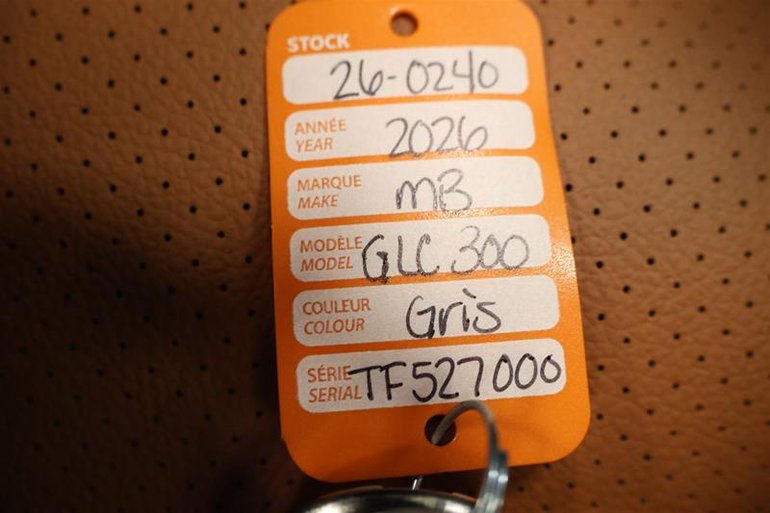 STOCK
26-0240
ANNÉE
YEAR
2026
MARQUE
MAKE
MB
MODÈLE
MODEL
GLC 300
COULEUR
COLOUR
Gris
SÉRIE
SERIAL
TF527000